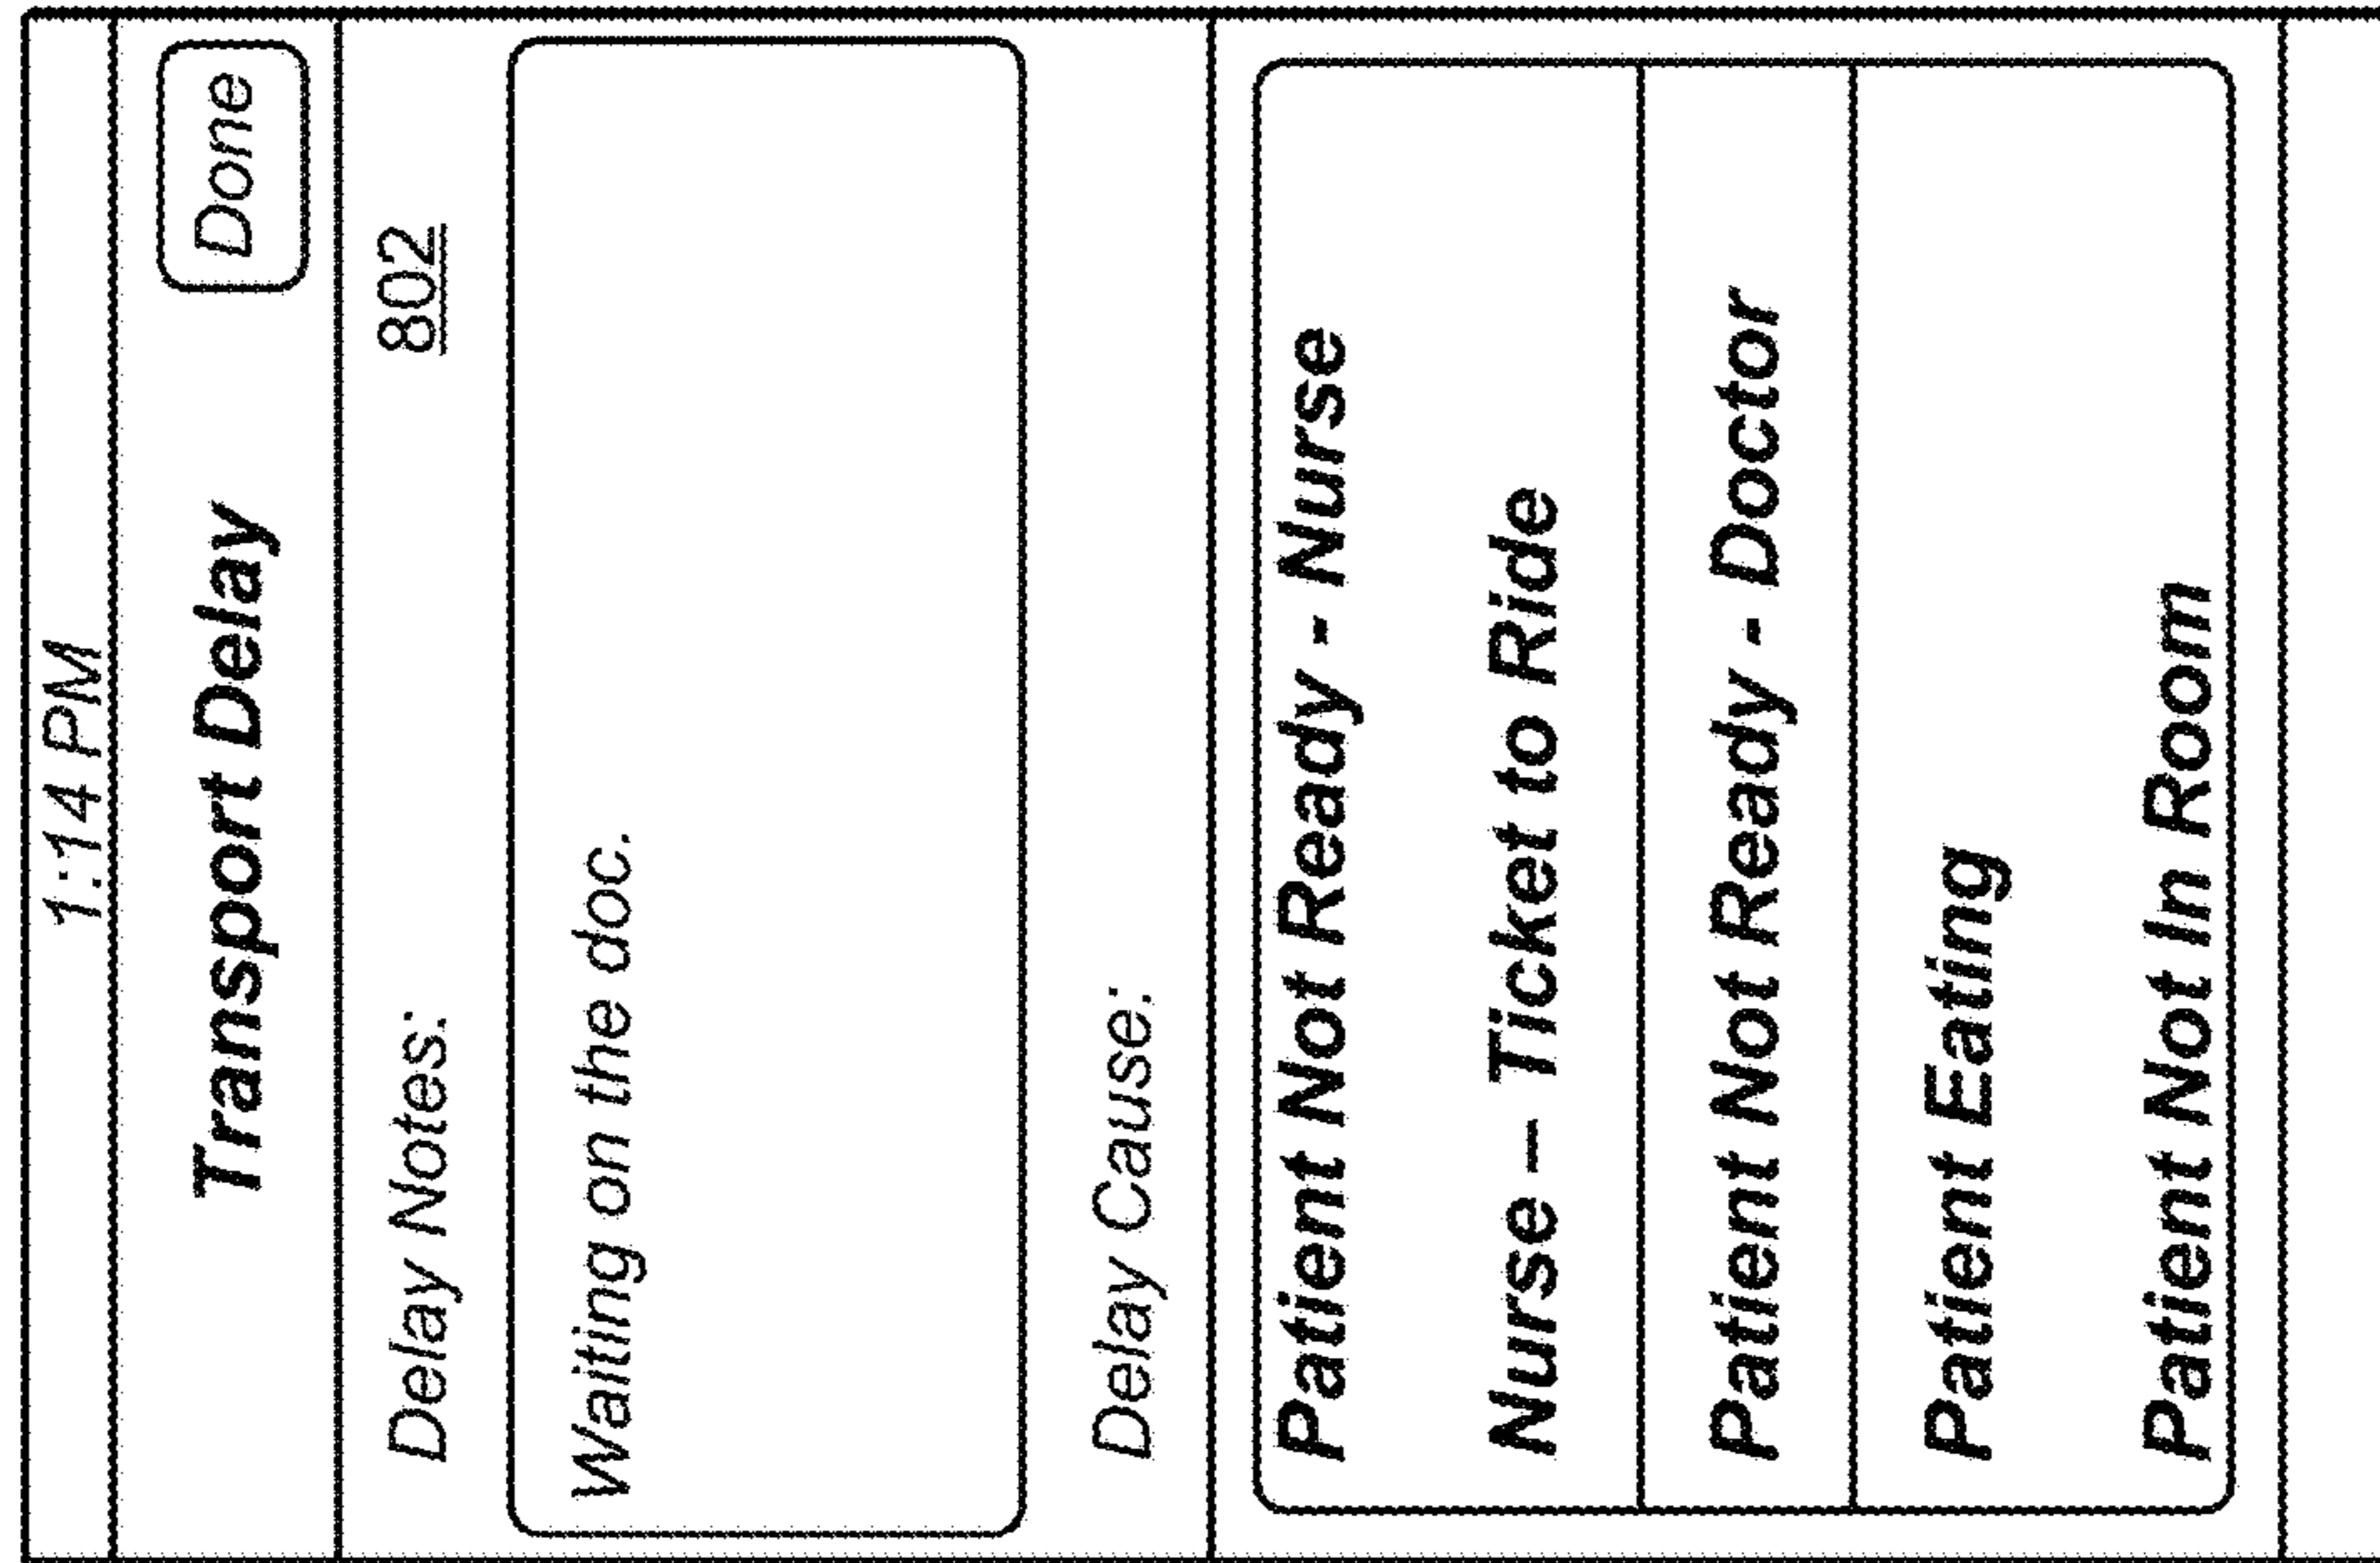 1:14 PM
Transport Delay
Done
Delay Notes:
802
Waiting on the doc.
Delay Cause:
Patient Not Ready - Nurse
Nurse – Ticket to Ride
Patient Not Ready - Doctor
Patient Eating
Patient Not In Room